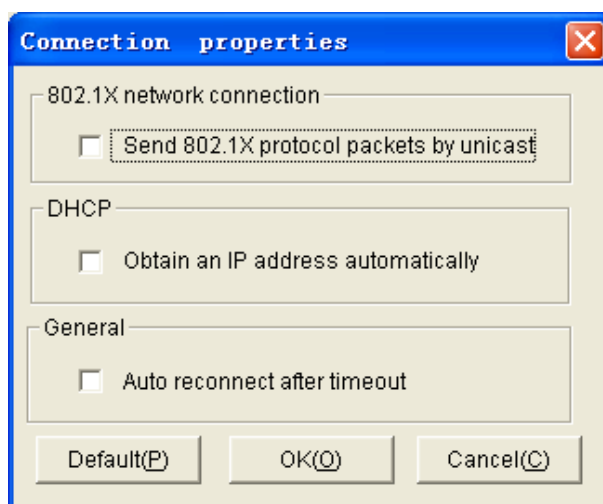 Connection properties
802.1X network connection
Send 802.1X protocol packets by unicast
DHCP
Obtain an IP address automatically
General
Auto reconnect after timeout
Default(P) OK(O) Cancel(C)